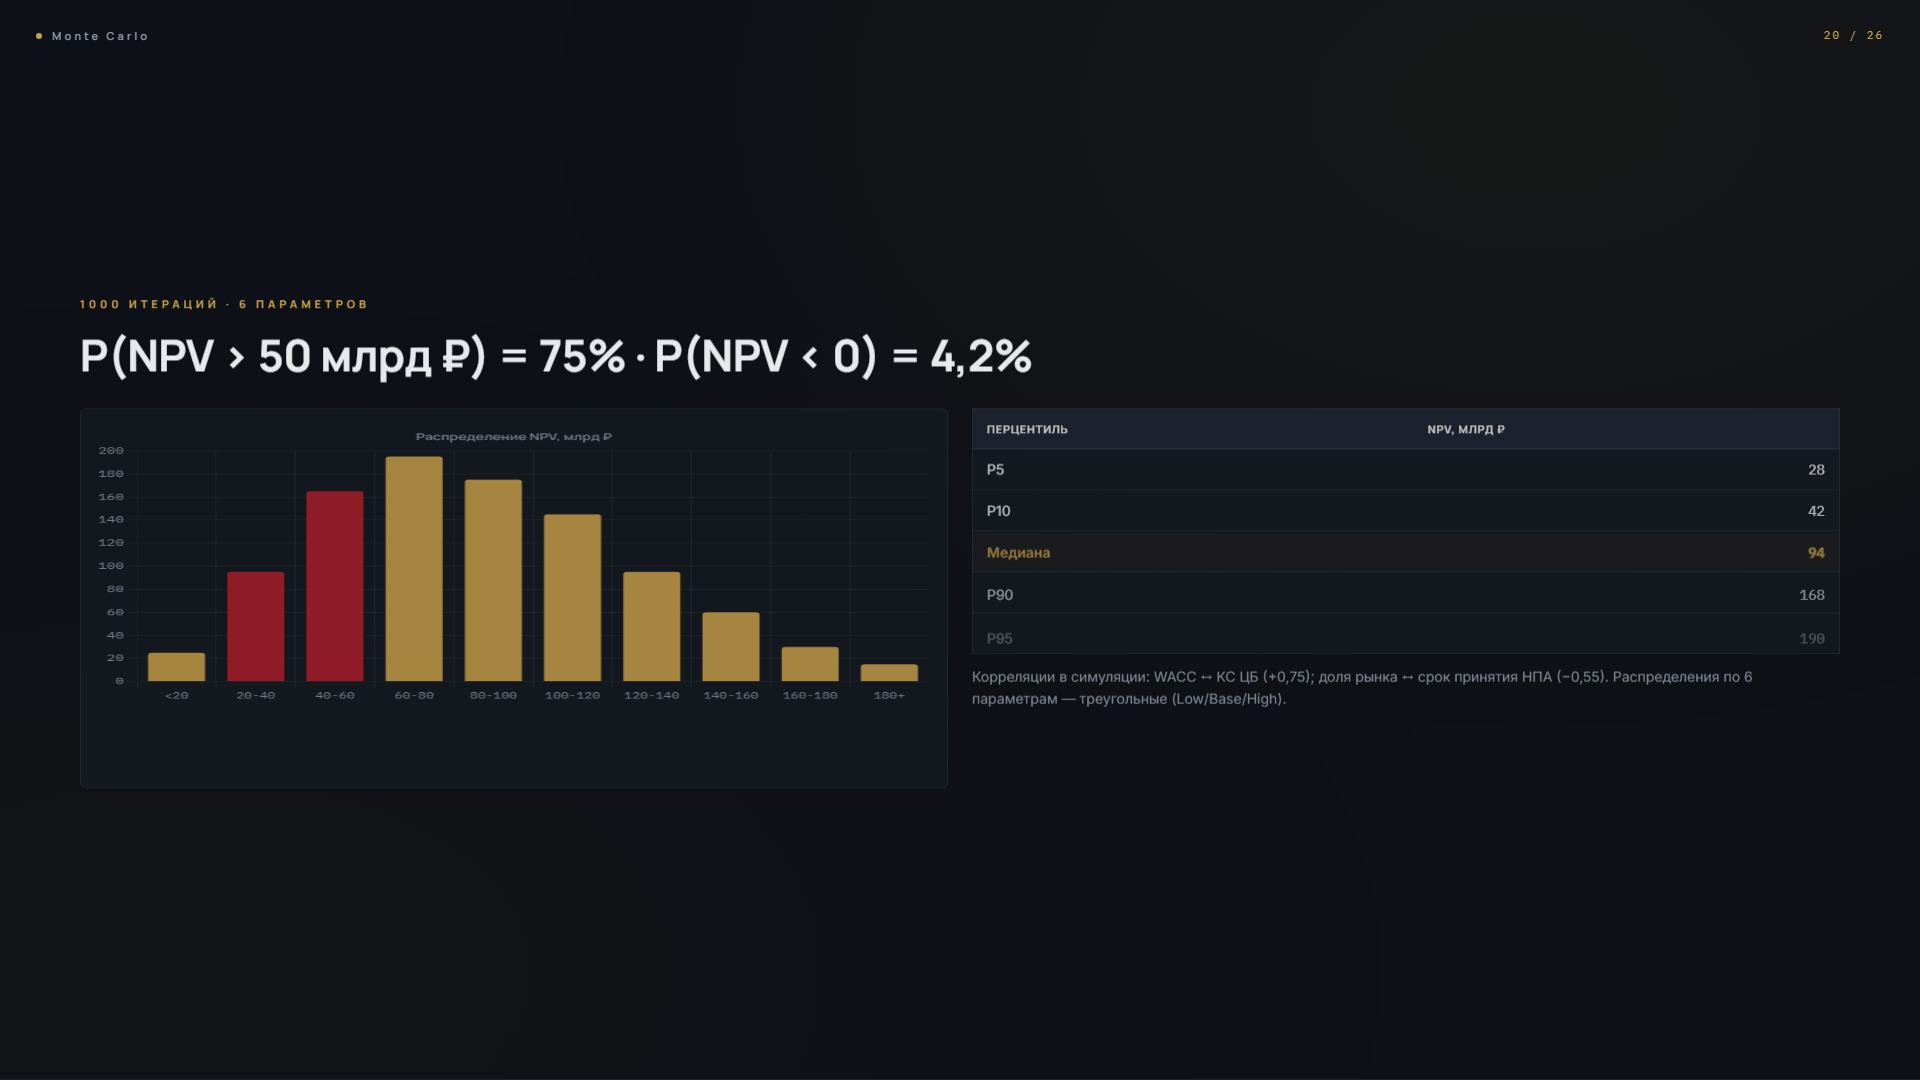 Monte Carlo
20 / 26
1000 ИТЕРАЦИЙ · 6 ПАРАМЕТРОВ
P(NPV > 50 млрд ₽) = 75% · P(NPV < 0) = 4,2%
Распределение NPV, млрд ₽
200
180
160
140
120
100
80
60
40
20
0
<20 20-40 40-60 60-80 80-100 100-120 120-140 140-160 160-180 180+
ПЕРЦЕНТИЛЬ NPV, МЛРД ₽
P5 28
P10 42
Медиана 94
P90 168
P95 190
Корреляции в симуляции: WACC ↔ КС ЦБ (+0,75); доля рынка ↔ срок принятия НПА (−0,55). Распределения по 6
параметрам — треугольные (Low/Base/High).